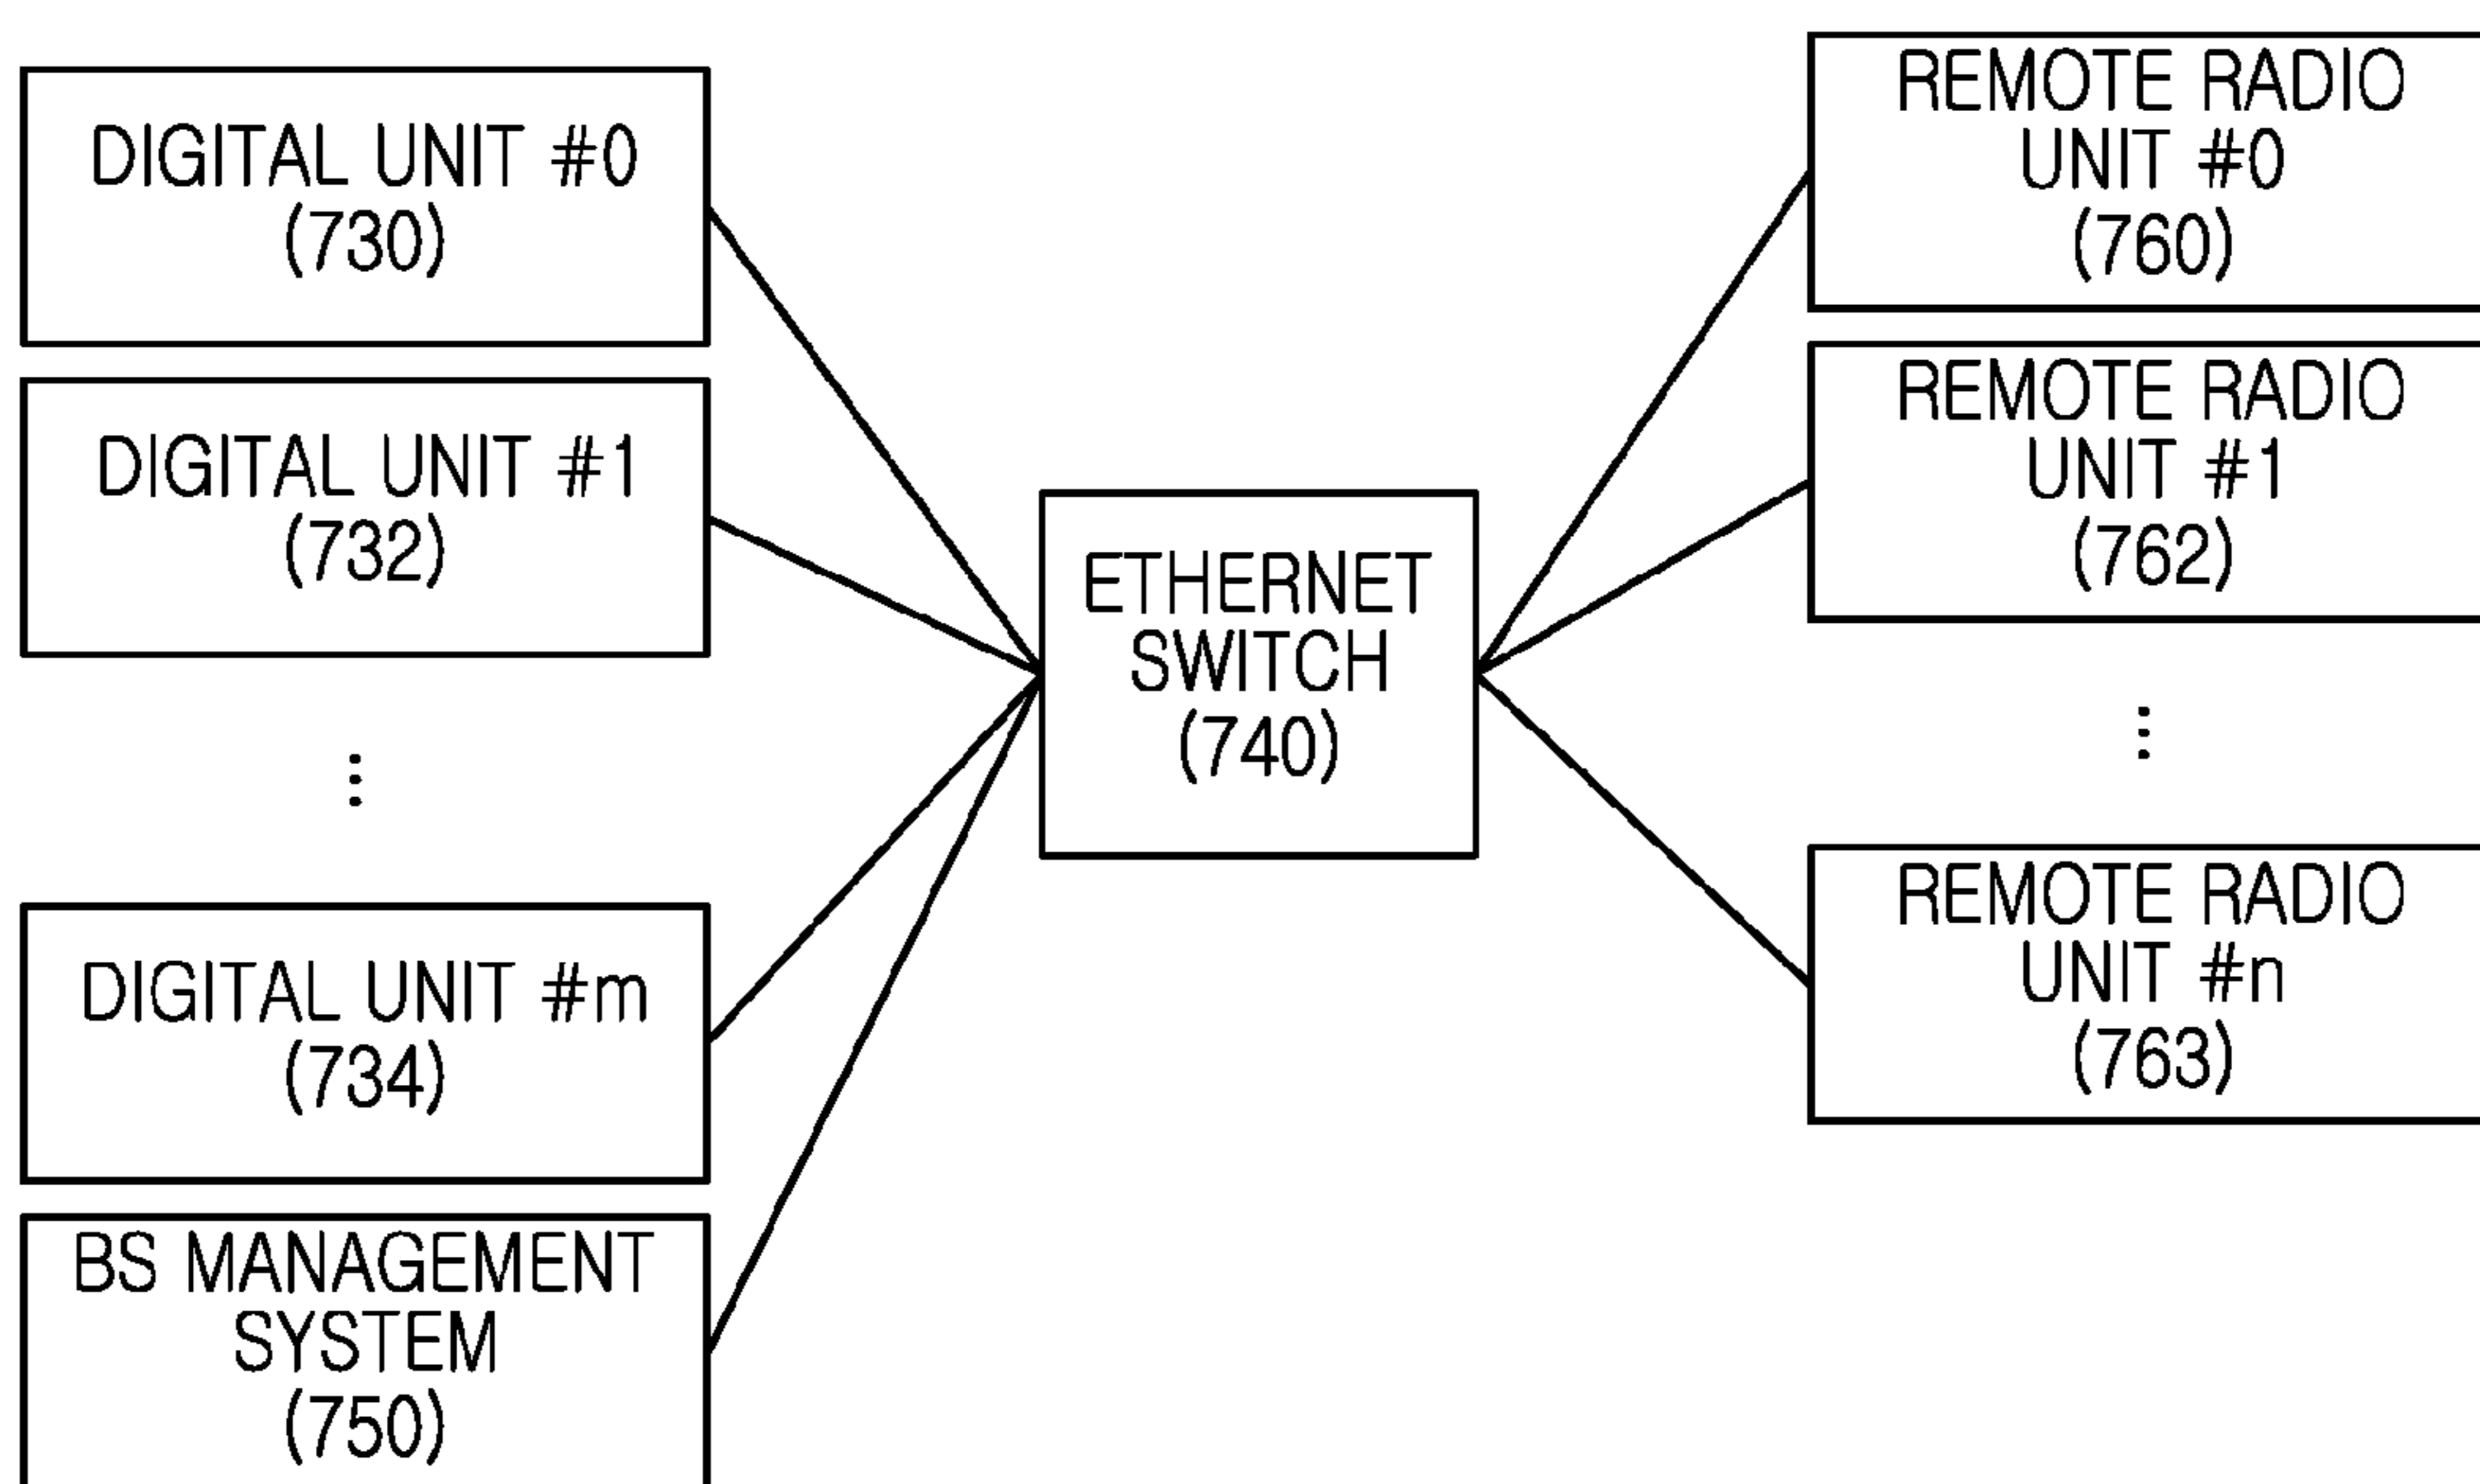 DIGITAL UNIT #0
(730)
DIGITAL UNIT #1
(732)
⋮
DIGITAL UNIT #m
(734)
BS MANAGEMENT
SYSTEM
(750)
ETHERNET
SWITCH
(740)
REMOTE RADIO
UNIT #0
(760)
REMOTE RADIO
UNIT #1
(762)
⋮
REMOTE RADIO
UNIT #n
(763)